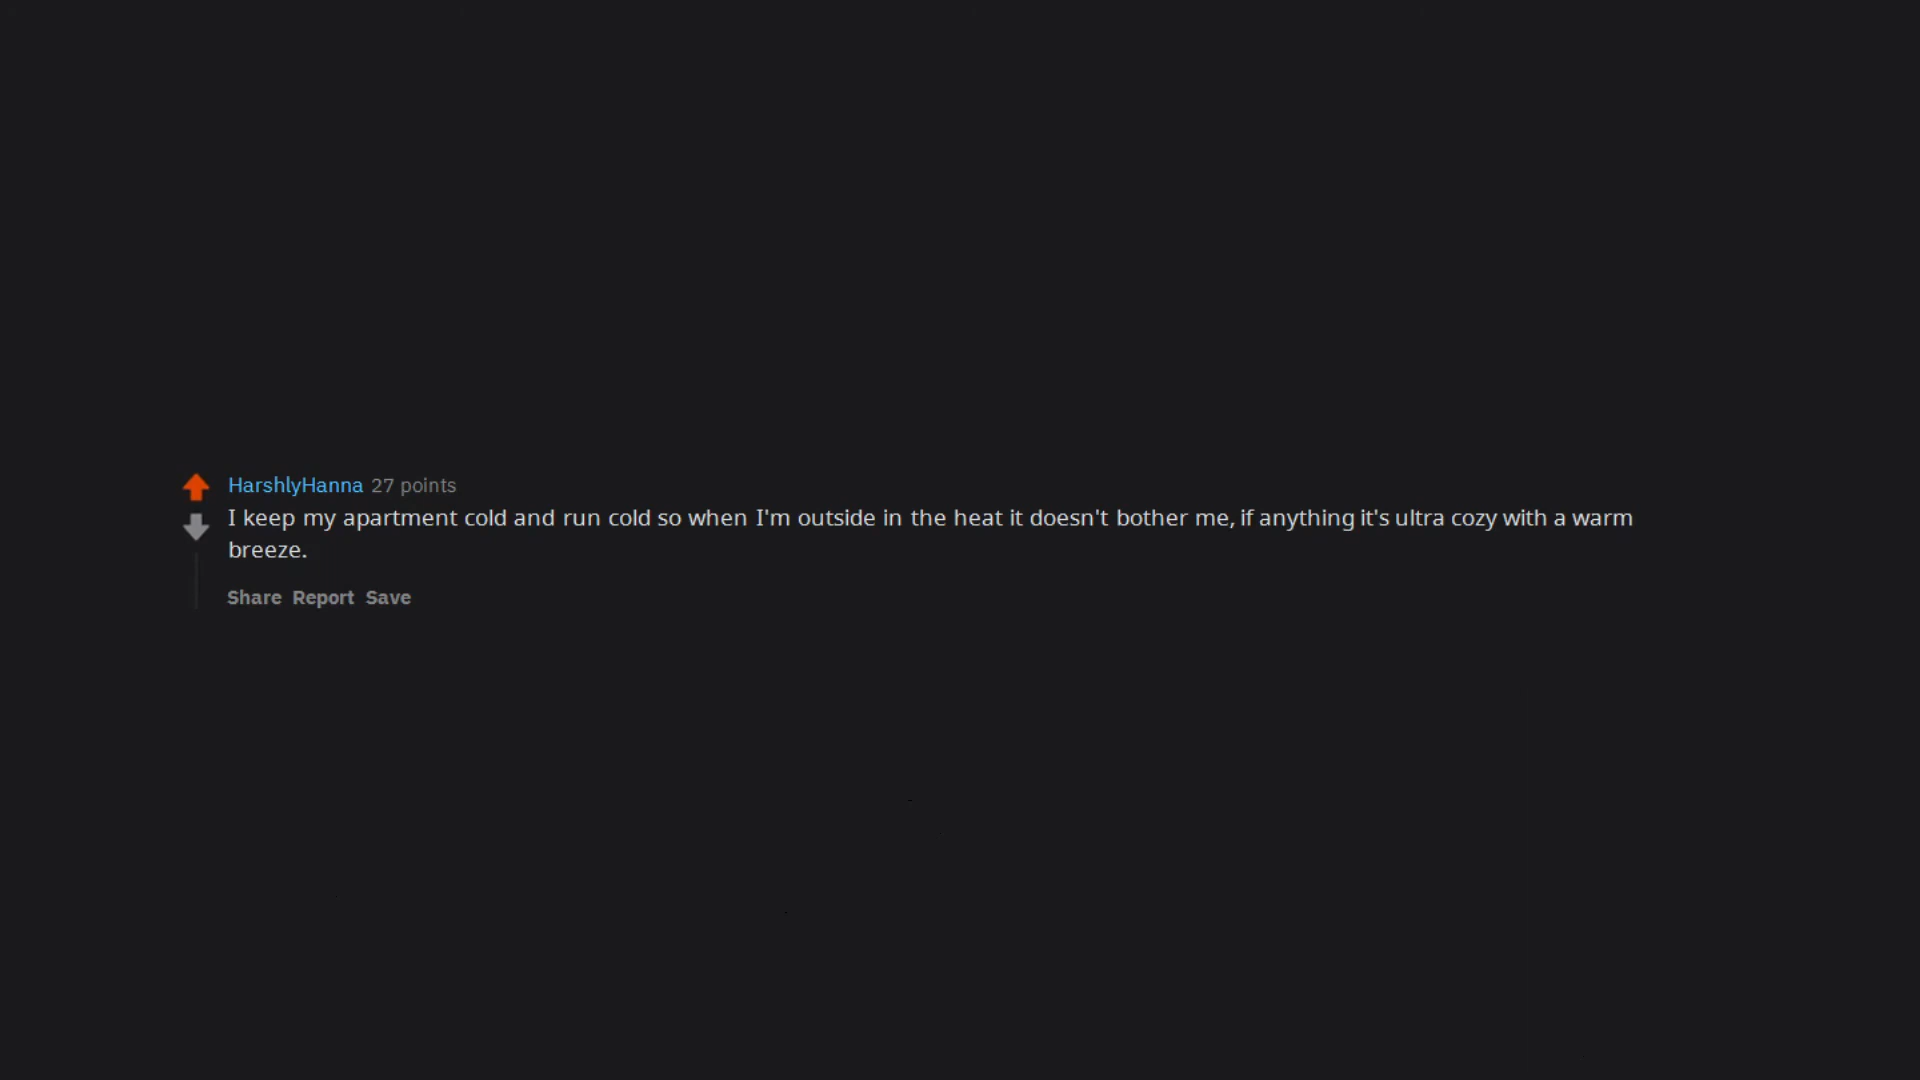 HarshlyHanna 27 points
I keep my apartment cold and run cold so when I'm outside in the heat it doesn't bother me, if anything it's ultra cozy with a warm
breeze.
Share Report Save